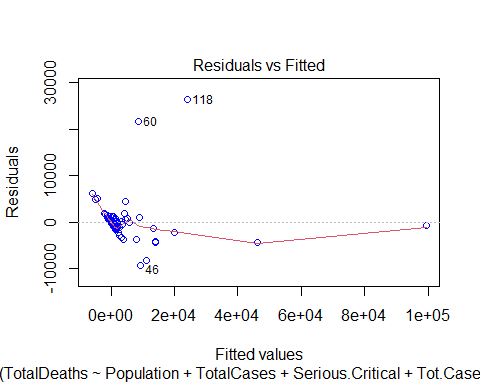 Residuals vs Fitted
Residuals
30000
10000
0
-10000
118
60
46
0e+00 2e+04 4e+04 6e+04 8e+04 1e+05
Fitted values
(TotalDeaths ~ Population + TotalCases + Serious.Critical + Tot.Case